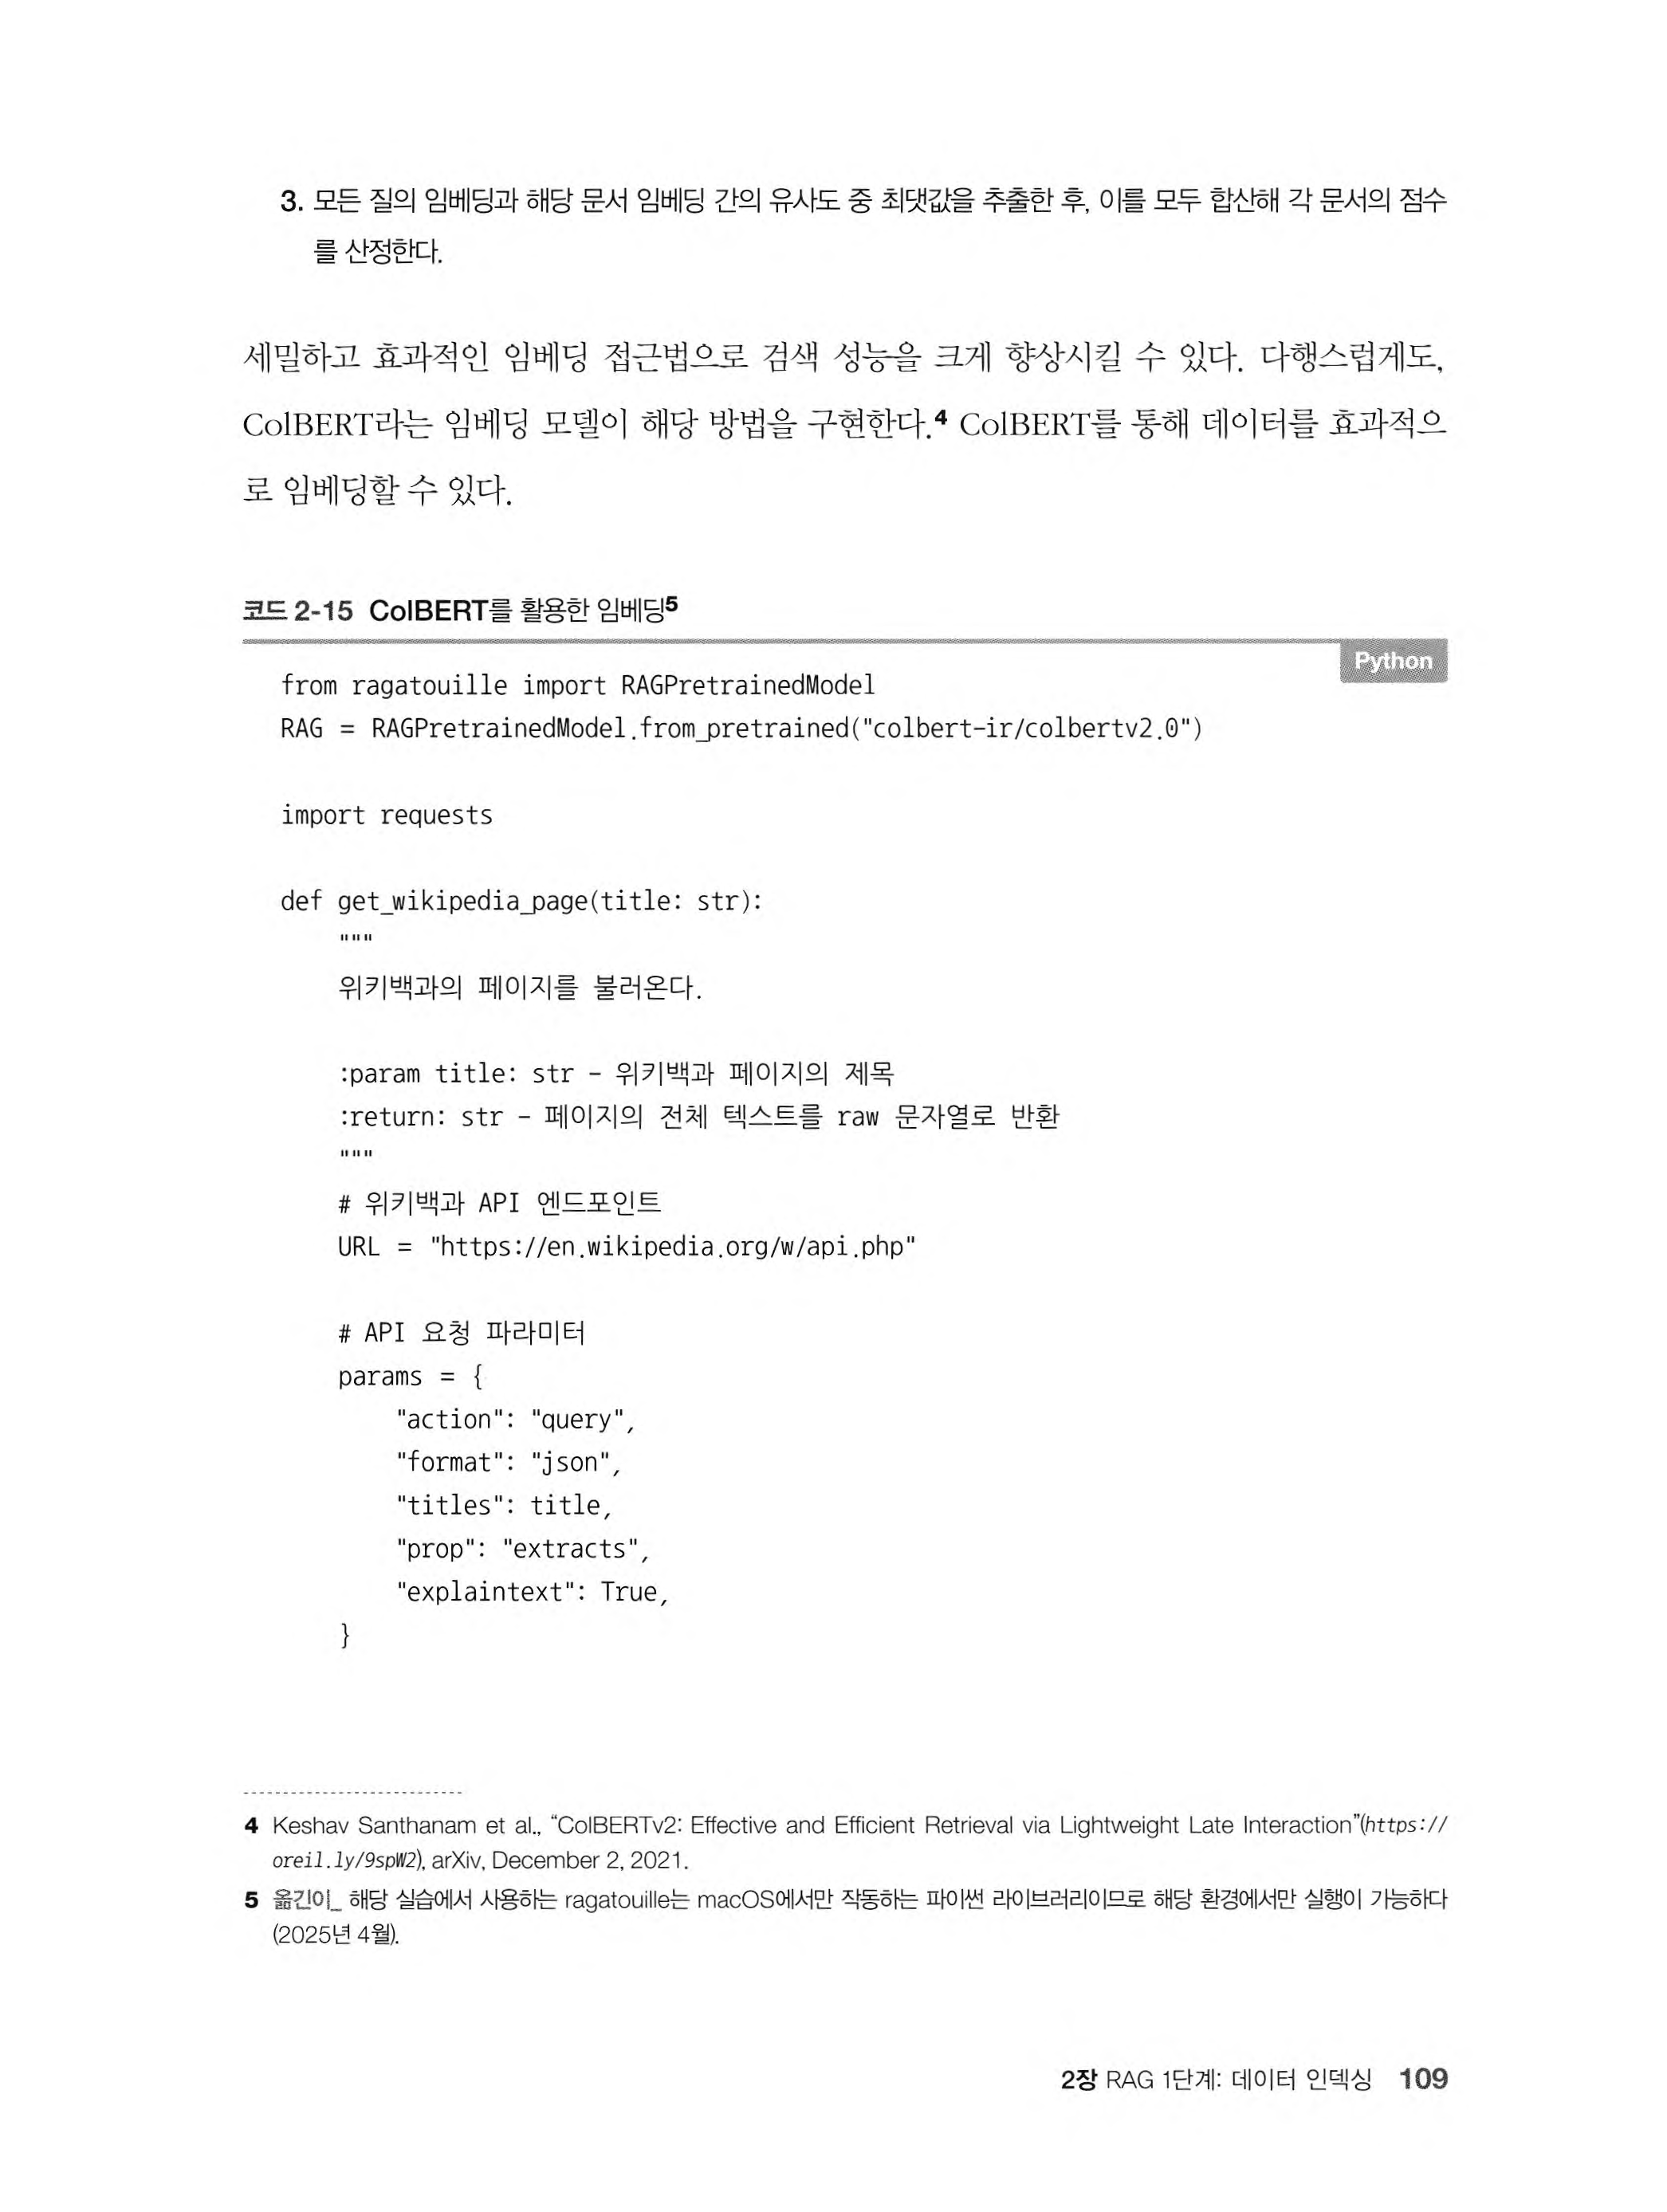 3. 모든 질의 임베딩과 해당 문서 임베딩 간의 유사도 중 최댓값을 추출한 후, 이를 모두 합산해 각 문서의 점수
를 산정한다.
세밀하고 효과적인 임베딩 접근법으로 검색 성능을 크게 향상시킬 수 있다. 다행스럽게도,
ColBERT라는 임베딩 모델이 해당 방법을 구현한다.4 ColBERT를 통해 데이터를 효과적으
로 임베딩할 수 있다.
코드 2-15 ColBERT를 활용한 임베딩5
Python
from ragatouille import RAGPretrainedModel
RAG = RAGPretrainedModel.from_pretrained("colbert-ir/colbertv2.0")
import requests
def get_wikipedia_page(title: str):
    """
    위키백과의 페이지를 불러온다.
    :param title: str - 위키백과 페이지의 제목
    :return: str - 페이지의 전체 텍스트를 raw 문자열로 반환
    """
    # 위키백과 API 엔드포인트
    URL = "https://en.wikipedia.org/w/api.php"
    # API 요청 파라미터
    params = {
        "action": "query",
        "format": "json",
        "titles": title,
        "prop": "extracts",
        "explaintext": True,
    }
4 Keshav Santhanam et al., “ColBERTv2: Effective and Efficient Retrieval via Lightweight Late Interaction”(https://
oreil.ly/9spW2), arXiv, December 2, 2021.
5 옮긴이_ 해당 실습에서 사용하는 ragatouille는 macOS에서만 작동하는 파이썬 라이브러리이므로 해당 환경에서만 실행이 가능하다
(2025년 4월).
2장 RAG 1단계: 데이터 인덱싱 109